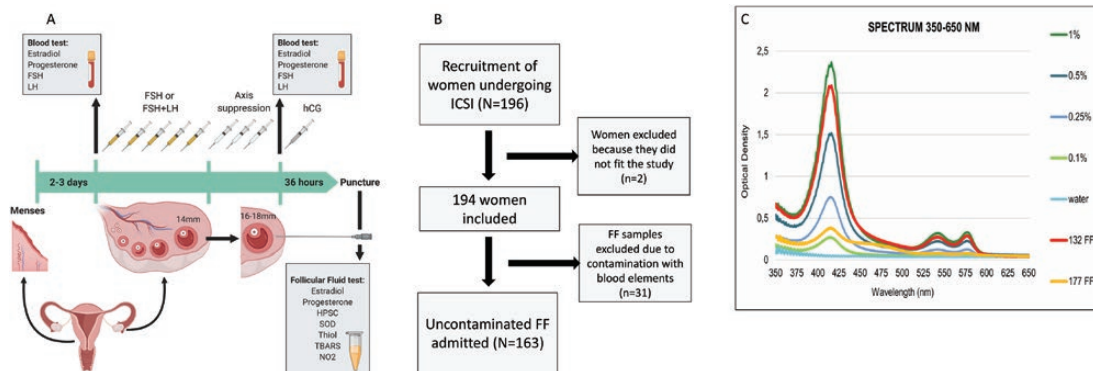 A
Blood test:
Estradiol
Progesterone
FSH
LH
FSH or
FSH+LH
Axis
suppression
Blood test:
Estradiol
Progesterone
FSH
LH
hCG
2-3 days
36 hours
Puncture
Menses
14mm
16-18mm
Follicular Fluid test:
Estradiol
Progesterone
HPSC
SOD
Thiol
TBARS
NO2
B
Recruitment of
women undergoing
ICSI (N=196)
Women excluded
because they did
not fit the study
(n=2)
194 women
included
FF samples
excluded due to
contamination with
blood elements
(n=31)
Uncontaminated FF
admitted (N=163)
C
SPECTRUM 350-650 NM
Optical Density
2,5
2
1,5
1
0,5
0
350 375 400 425 450 475 500 525 550 575 600 625 650
Wavelength (nm)
1%
0.5%
0.25%
0.1%
water
132 FF
177 FF